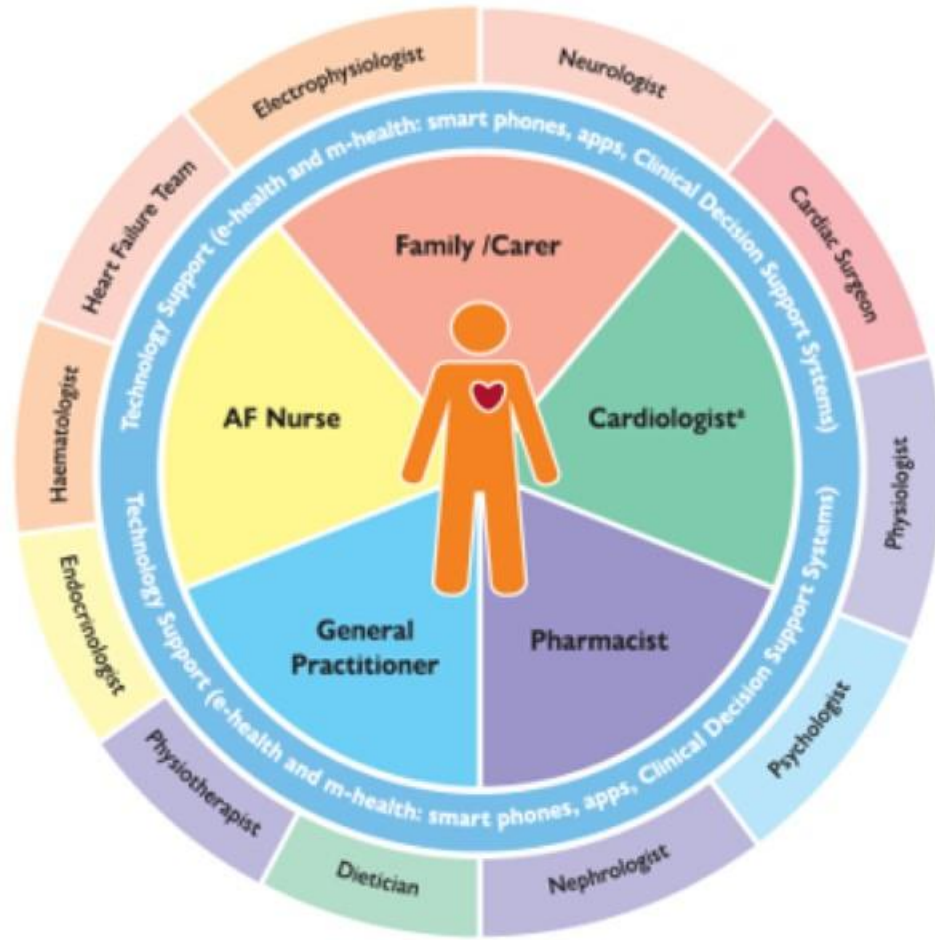 Electrophysiologist
Neurologist
Cardiac Surgeon
Physiologist
Psychologist
Nephrologist
Dietician
Physiotherapist
Endocrinologist
Haematologist
Heart Failure Team
Technology Support (e-health and m-health: smart phones, apps, Clinical Decision Support Systems)
Technology Support (e-health and m-health: smart phones, apps, Clinical Decision Support Systems)
Family /Carer
AF Nurse
Cardiologistª
General
Practitioner
Pharmacist